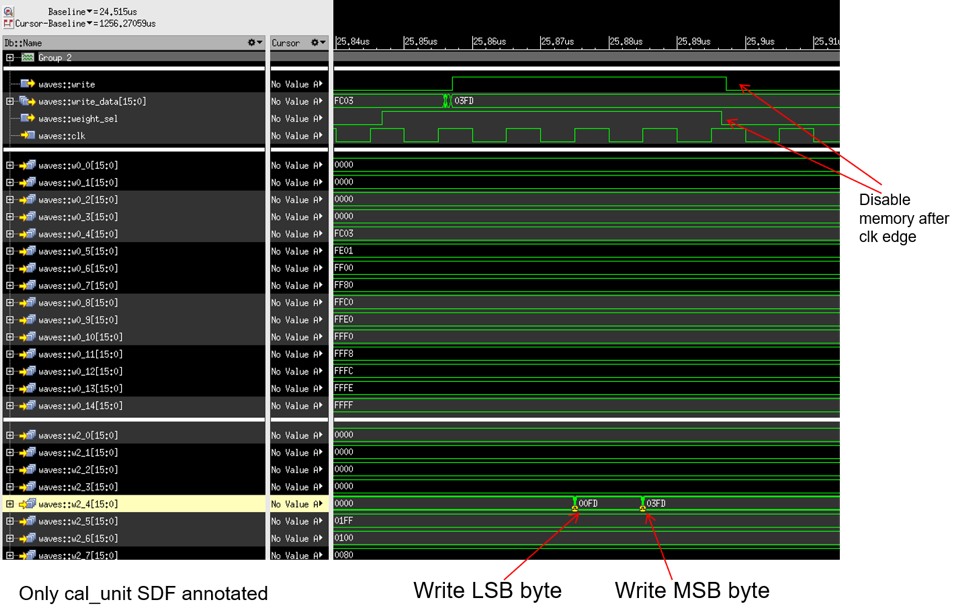 Baseline▼=24.515us
Cursor-Baseline▼=1256.27059us
Db::Name Cursor 25.84us 25.85us 25.86us 25.87us 25.88us 25.89us 25.9us 25.91u
Group 2
waves::write No Value A
waves::write_data[15:0] No Value A FC03 03FD
waves::weight_sel No Value A
waves::clk No Value A
waves::w0_0[15:0] No Value A 0000
waves::w0_1[15:0] No Value A 0000
waves::w0_2[15:0] No Value A 0000
waves::w0_3[15:0] No Value A 0000
waves::w0_4[15:0] No Value A FC03
waves::w0_5[15:0] No Value A FE01
waves::w0_6[15:0] No Value A FF00
waves::w0_7[15:0] No Value A FF80
waves::w0_8[15:0] No Value A FFC0
waves::w0_9[15:0] No Value A FFE0
waves::w0_10[15:0] No Value A FFF0
waves::w0_11[15:0] No Value A FFF8
waves::w0_12[15:0] No Value A FFFC
waves::w0_13[15:0] No Value A FFFE
waves::w0_14[15:0] No Value A FFFF
waves::w2_0[15:0] No Value A 0000
waves::w2_1[15:0] No Value A 0000
waves::w2_2[15:0] No Value A 0000
waves::w2_3[15:0] No Value A 0000
waves::w2_4[15:0] No Value A 0000 00FD 03FD
waves::w2_5[15:0] No Value A 01FF
waves::w2_6[15:0] No Value A 0100
waves::w2_7[15:0] No Value A 0080
Disable
memory after
clk edge
Only cal_unit SDF annotated
Write LSB byte
Write MSB byte